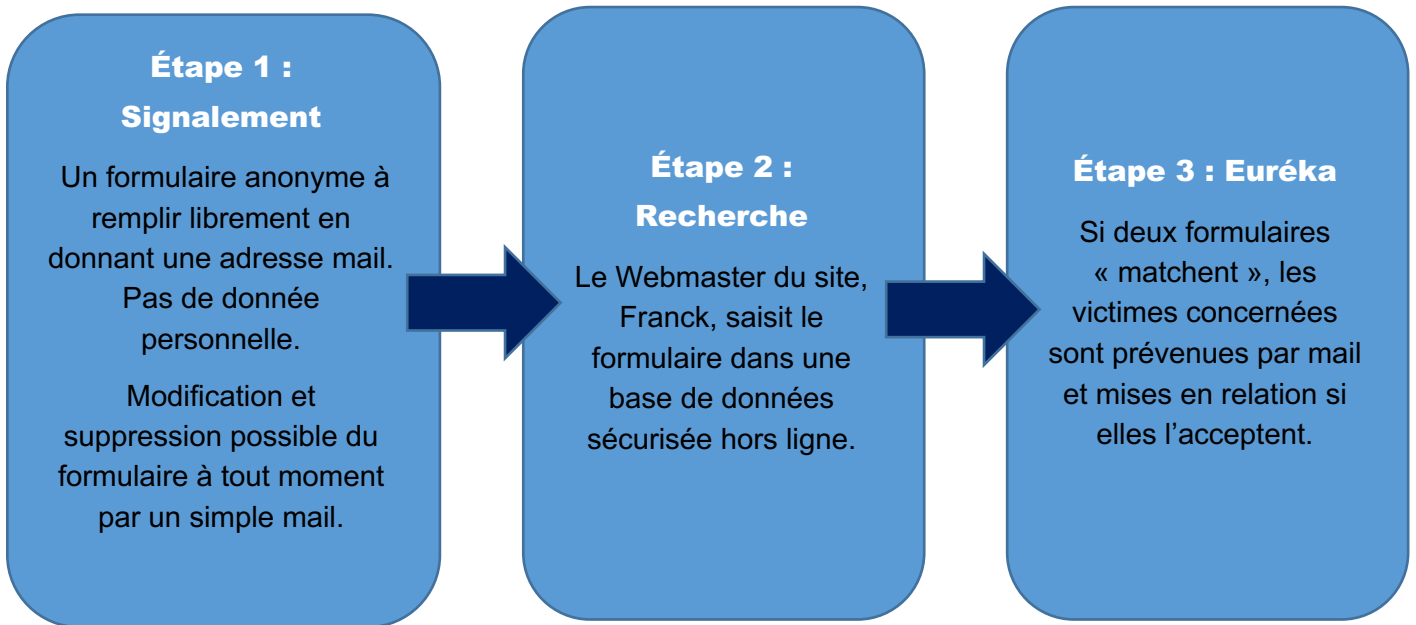 Étape 1 :
Signalement
Un formulaire anonyme à
remplir librement en
donnant une adresse mail.
Pas de donnée
personnelle.
Modification et
suppression possible du
formulaire à tout moment
par un simple mail.
Étape 2 :
Recherche
Le Webmaster du site,
Franck, saisit le
formulaire dans une
base de données
sécurisée hors ligne.
Étape 3 : Euréka
Si deux formulaires
« matchent », les
victimes concernées
sont prévenues par mail
et mises en relation si
elles l’acceptent.